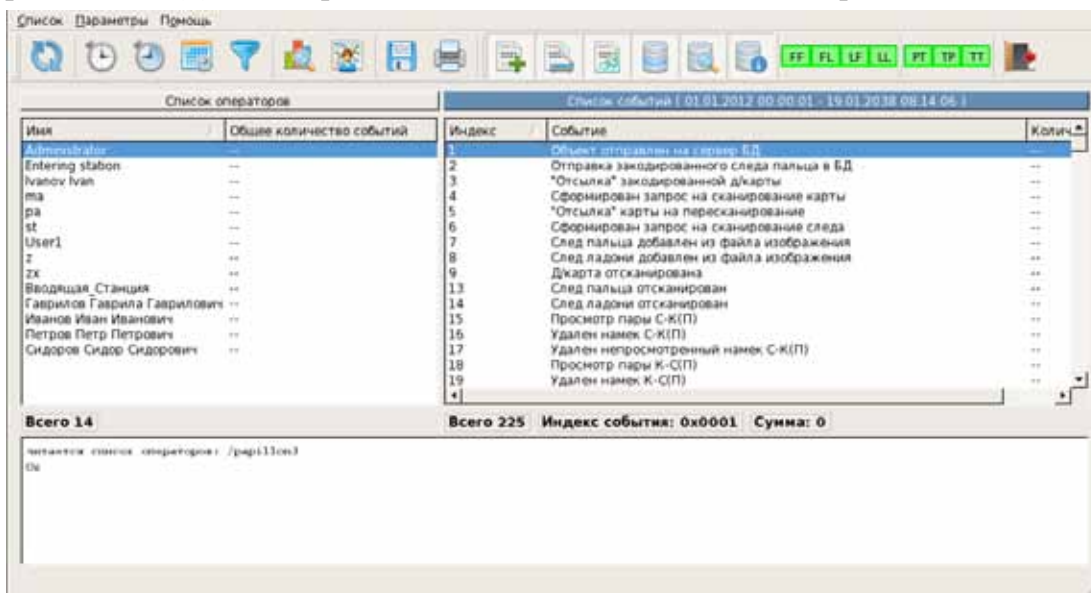 Список Параметры Помощь
FF FL LF LL PT TP TT
Список операторов
Список событий ( 01.01.2012 00:00:01 - 19.01.2038 08:14:06 )
Имя / Общее количество событий
Индекс / Событие Колич
Administrator --
1 Объект отправлен на сервер БД --
Entering station --
2 Отправка закодированного следа пальца в БД --
Ivanov Ivan --
3 "Отсылка" закодированной д/карты --
ma --
4 Сформирован запрос на сканирование карты --
pa --
5 "Отсылка" карты на пересканирование --
st --
6 Сформирован запрос на сканирование следа --
User1 --
7 След пальца добавлен из файла изображения --
z --
8 След ладони добавлен из файла изображения --
zx --
9 Д/карта отсканирована --
Вводящая_Станция --
13 След пальца отсканирован --
Гаврилов Гаврила Гаврилович --
14 След ладони отсканирован --
Иванов Иван Иванович --
15 Просмотр пары С-К(П) --
Петров Петр Петрович --
16 Удален намек С-К(П) --
Сидоров Сидор Сидорович --
17 Удален непросмотренный намек С-К(П) --
18 Просмотр пары К-С(П) --
19 Удален намек К-С(П) --
Всего 14
Всего 225 Индекс события: 0x0001 Сумма: 0
читается список операторов: /papillon3
Ок